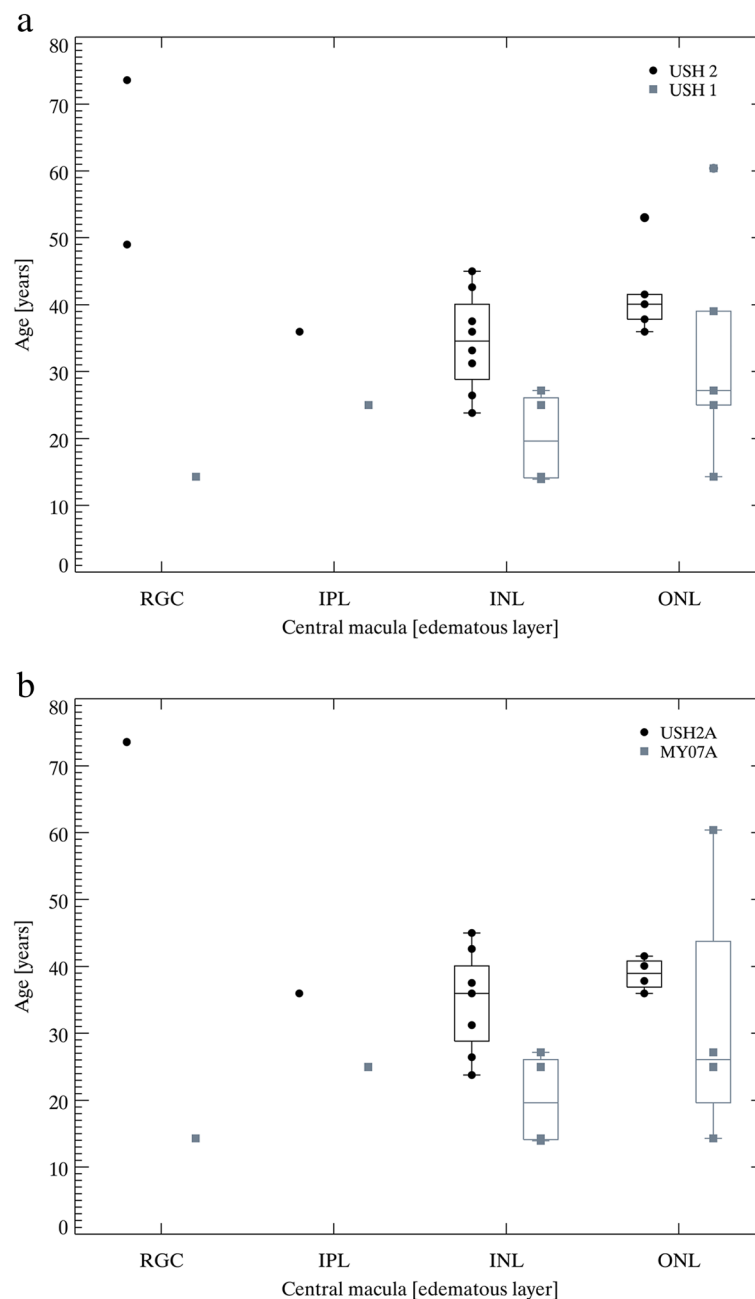 a
80
70
60
50
40
30
20
10
0
Age [years]
USH 2
USH 1
RGC IPL INL ONL
Central macula [edematous layer]
b
80
70
60
50
40
30
20
10
0
Age [years]
USH2A
MY07A
RGC IPL INL ONL
Central macula [edematous layer]